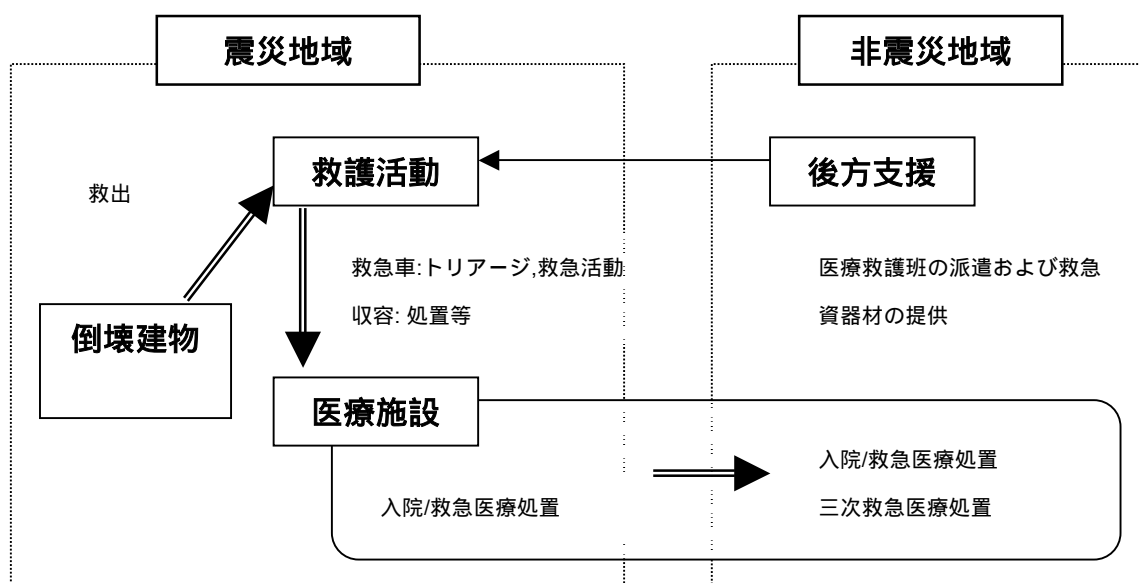 震災地域
非震災地域
救護活動
後方支援
救出
救急車:トリアージ,救急活動
収容: 処置等
医療救護班の派遣および救急
資器材の提供
倒壊建物
医療施設
入院/救急医療処置
入院/救急医療処置
三次救急医療処置